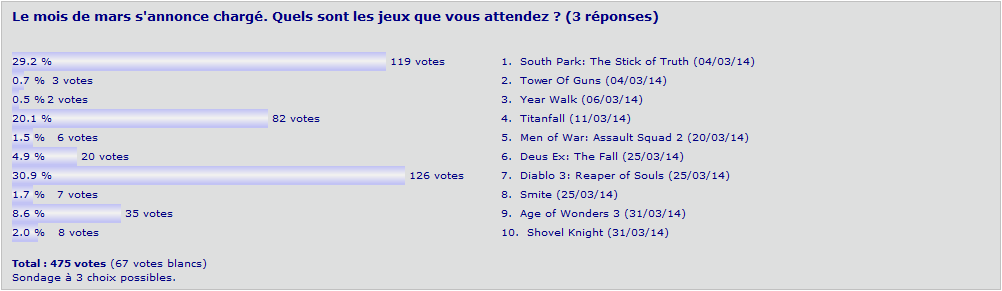 Le mois de mars s'annonce chargé. Quels sont les jeux que vous attendez ? (3 réponses)
29.2 % 119 votes 1. South Park: The Stick of Truth (04/03/14)
0.7 % 3 votes 2. Tower Of Guns (04/03/14)
0.5 % 2 votes 3. Year Walk (06/03/14)
20.1 % 82 votes 4. Titanfall (11/03/14)
1.5 % 6 votes 5. Men of War: Assault Squad 2 (20/03/14)
4.9 % 20 votes 6. Deus Ex: The Fall (25/03/14)
30.9 % 126 votes 7. Diablo 3: Reaper of Souls (25/03/14)
1.7 % 7 votes 8. Smite (25/03/14)
8.6 % 35 votes 9. Age of Wonders 3 (31/03/14)
2.0 % 8 votes 10. Shovel Knight (31/03/14)
Total : 475 votes (67 votes blancs)
Sondage à 3 choix possibles.